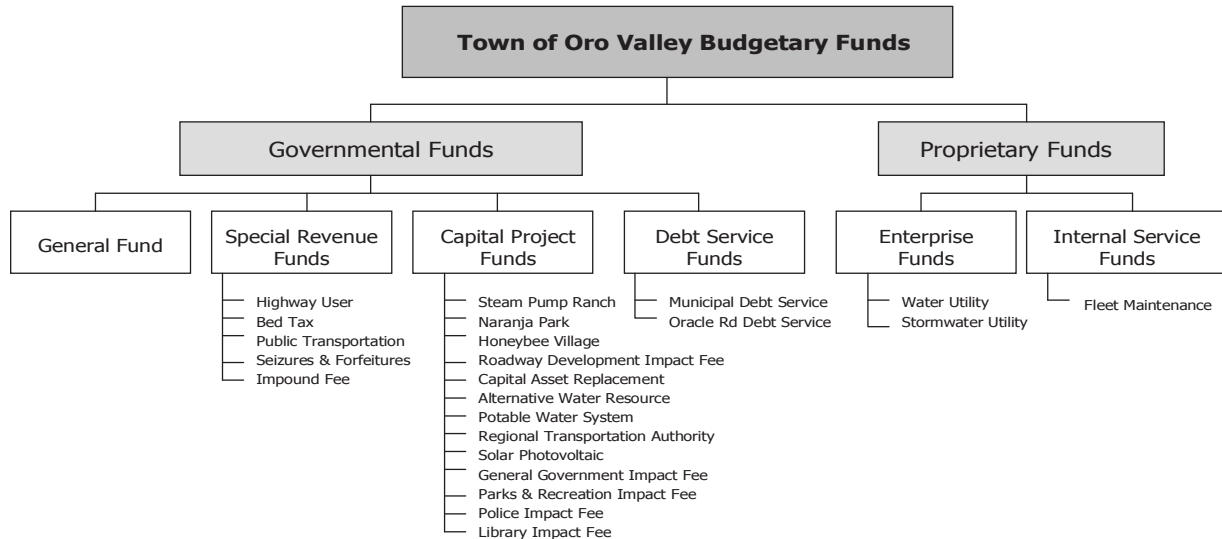 Town of Oro Valley Budgetary Funds
Governmental Funds
Proprietary Funds
General Fund
Special Revenue
Funds
Capital Project
Funds
Debt Service
Funds
Enterprise
Funds
Internal Service
Funds
Highway User
Bed Tax
Public Transportation
Seizures & Forfeitures
Impound Fee
Steam Pump Ranch
Naranja Park
Honeybee Village
Roadway Development Impact Fee
Capital Asset Replacement
Alternative Water Resource
Potable Water System
Regional Transportation Authority
Solar Photovoltaic
General Government Impact Fee
Parks & Recreation Impact Fee
Police Impact Fee
Library Impact Fee
Municipal Debt Service
Oracle Rd Debt Service
Water Utility
Stormwater Utility
Fleet Maintenance